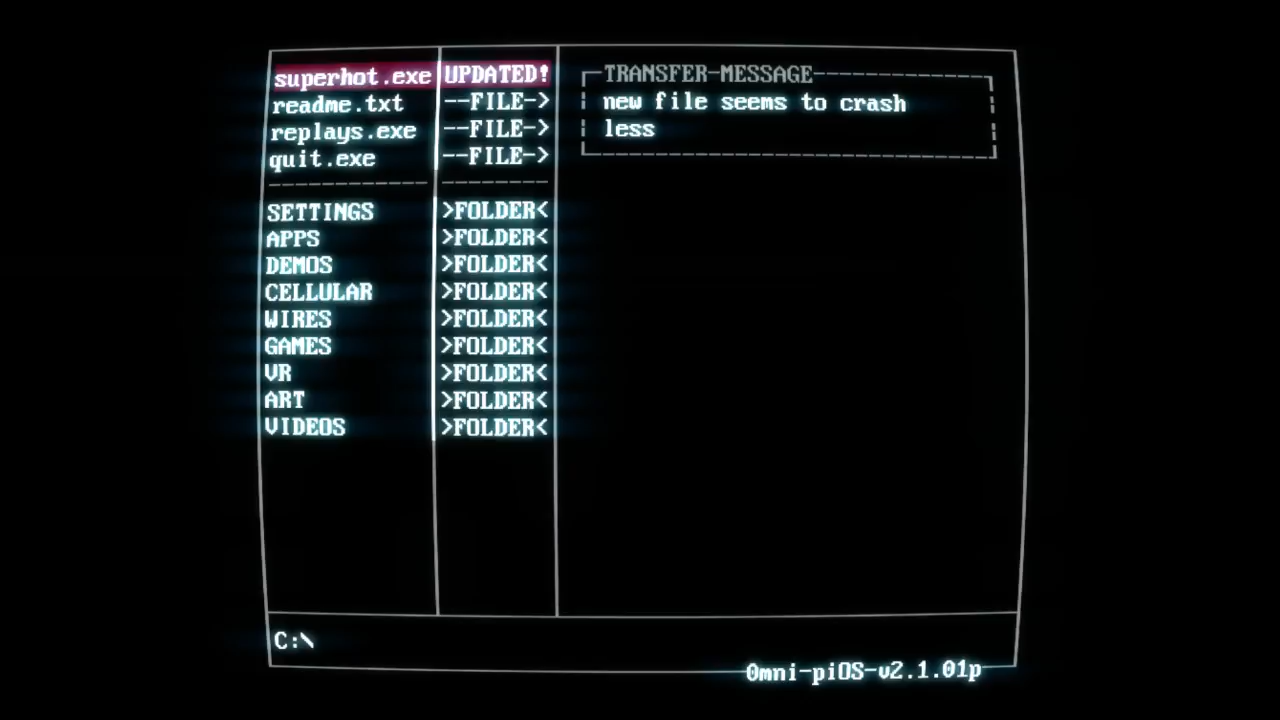 superhot.exe UPDATED!
readme.txt --FILE->
replays.exe --FILE->
quit.exe --FILE->
SETTINGS >FOLDER<
APPS >FOLDER<
DEMOS >FOLDER<
CELLULAR >FOLDER<
WIRES >FOLDER<
GAMES >FOLDER<
VR >FOLDER<
ART >FOLDER<
VIDEOS >FOLDER<
TRANSFER-MESSAGE
new file seems to crash
less
C:\
0mni-piOS-v2.1.01p